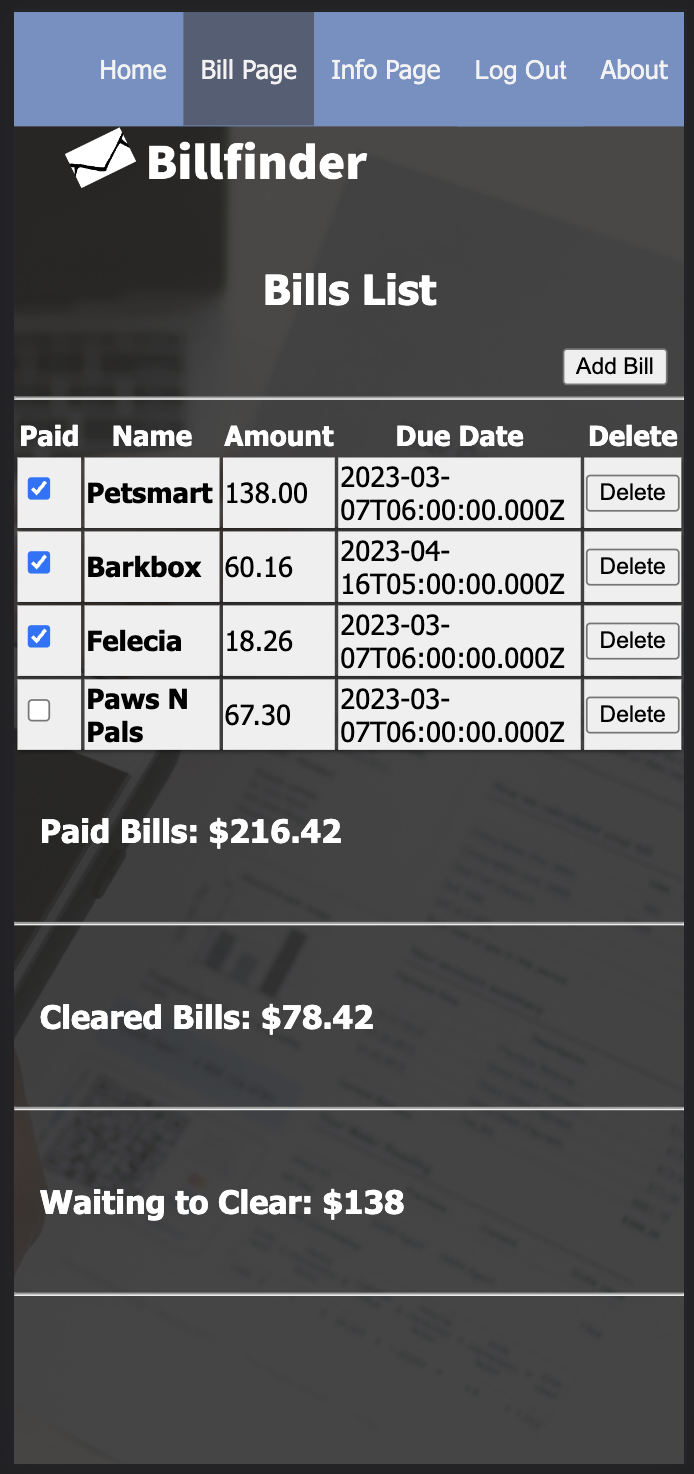 Home Bill Page Info Page Log Out About
Billfinder
Bills List
Add Bill
Paid Name Amount Due Date Delete
Petsmart 138.00 2023-03-
07T06:00:00.000Z Delete
Barkbox 60.16 2023-04-
16T05:00:00.000Z Delete
Felecia 18.26 2023-03-
07T06:00:00.000Z Delete
Paws N
Pals 67.30 2023-03-
07T06:00:00.000Z Delete
Paid Bills: $216.42
Cleared Bills: $78.42
Waiting to Clear: $138